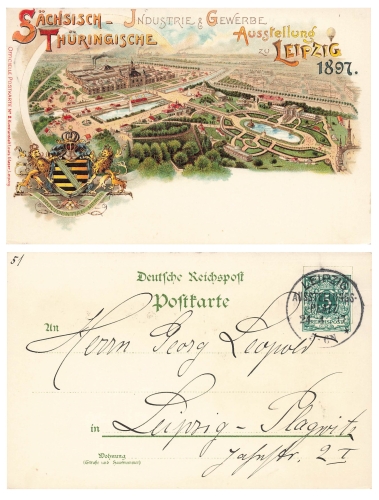 SÄCHSISCH-
THÜRINGISCHE
INDUSTRIE & GEWERBE
AUSSTELLUNG
ZU LEIPZIG
1897.
51
Deutsche Reichspost
Postkarte
An
Herrn Georg Leopold
in Leipzig-Plagwitz
Jahnstr. 2 I
Wohnung
(Straße und Hausnummer)
LEIPZIG
AUSSTELLUNGS-
5